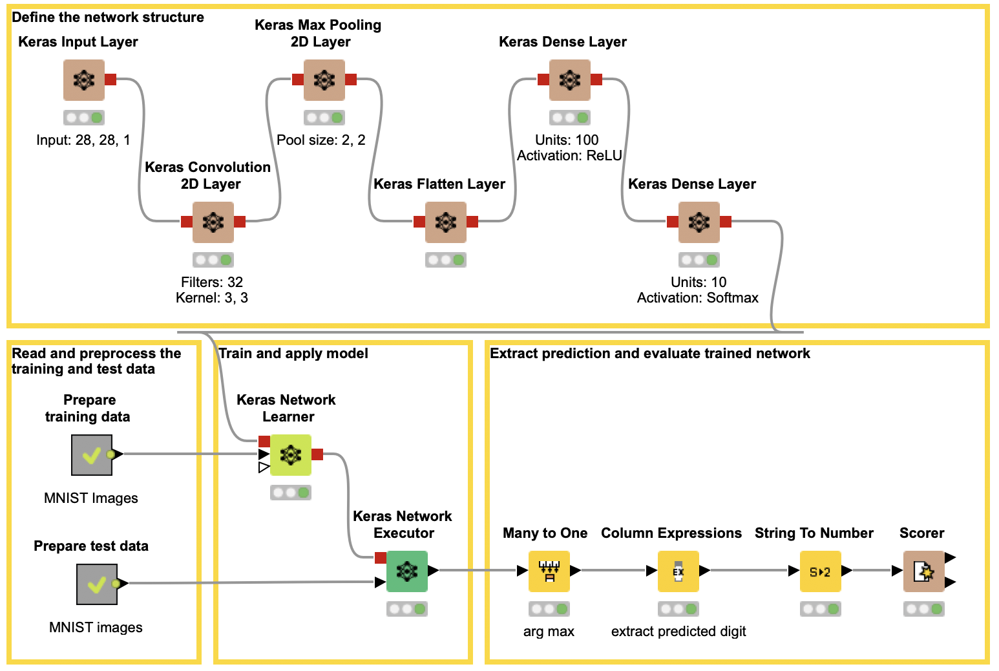 Define the network structure
Keras Input Layer
Input: 28, 28, 1
Keras Convolution
2D Layer
Filters: 32
Kernel: 3, 3
Keras Max Pooling
2D Layer
Pool size: 2, 2
Keras Flatten Layer
Keras Dense Layer
Units: 100
Activation: ReLU
Keras Dense Layer
Units: 10
Activation: Softmax
Read and preprocess the
training and test data
Prepare
training data
MNIST Images
Prepare test data
MNIST images
Train and apply model
Keras Network
Learner
Keras Network
Executor
Extract prediction and evaluate trained network
Many to One
arg max
Column Expressions
EX
extract predicted digit
String To Number
S▸2
Scorer